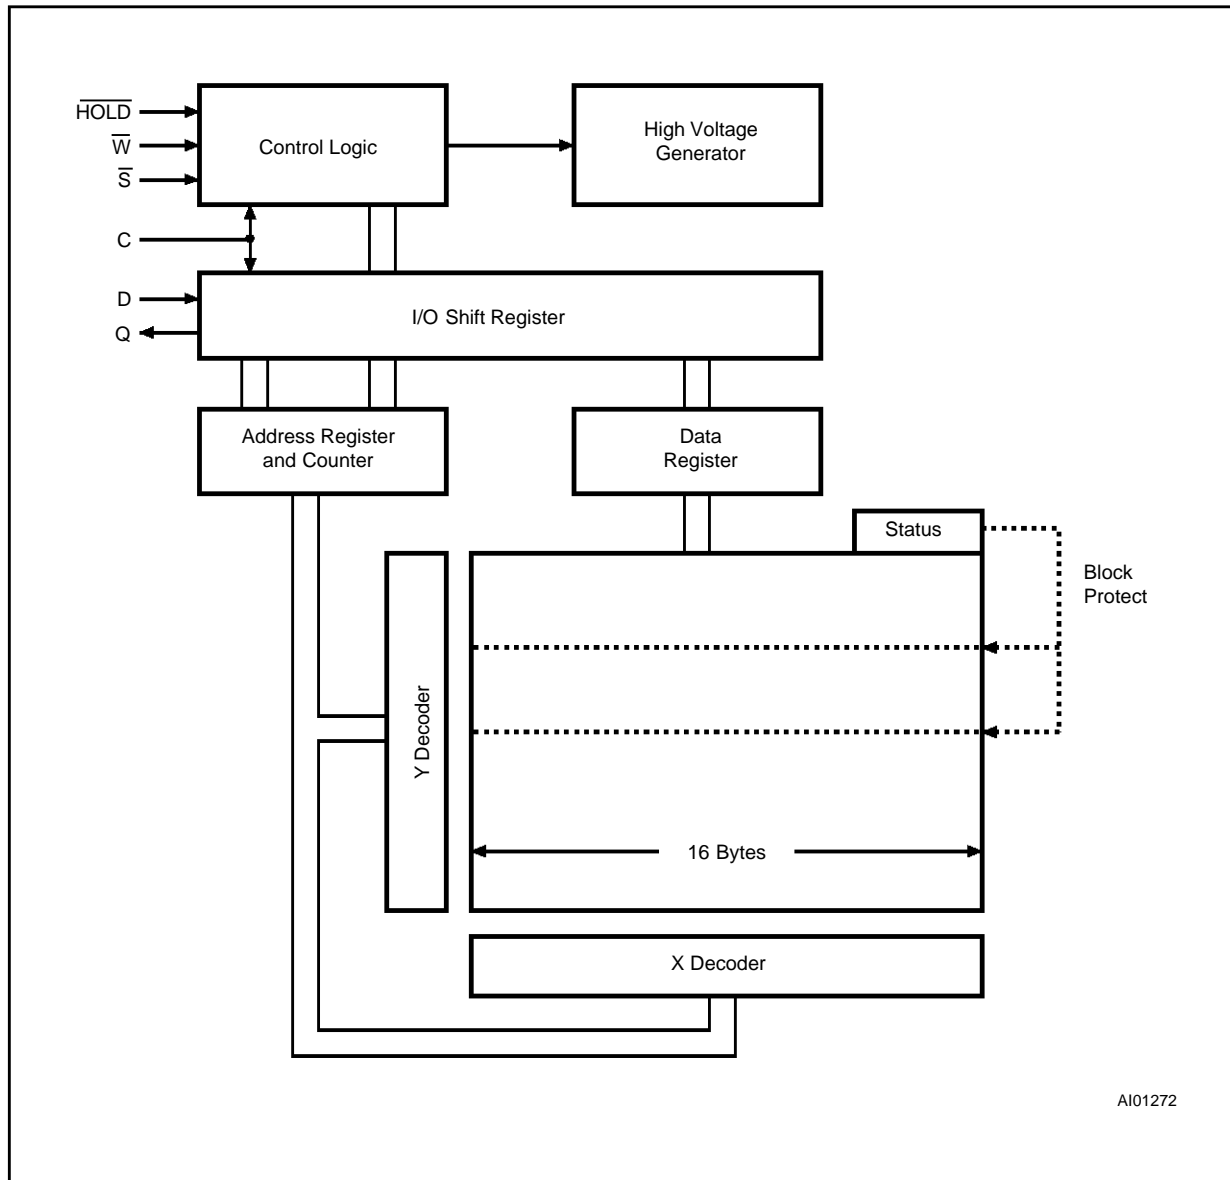 H̅O̅L̅D̅
W̅
S̅
C
D
Q
Control Logic
High Voltage
Generator
I/O Shift Register
Address Register
and Counter
Data
Register
Status
Block
Protect
Y Decoder
16 Bytes
X Decoder
AI01272